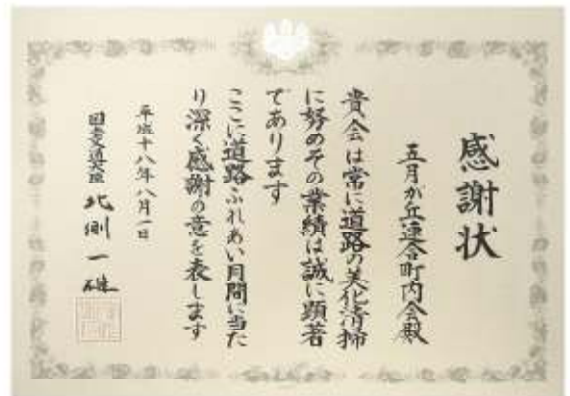 感謝状
五月が丘連合町内会殿
貴会は常に道路の美化清掃
に努めその業績は誠に顕著
であります
ここに道路ふれあい月間に当た
り深く感謝の意を表します
平成十八年八月一日
国土交通大臣 北側一雄